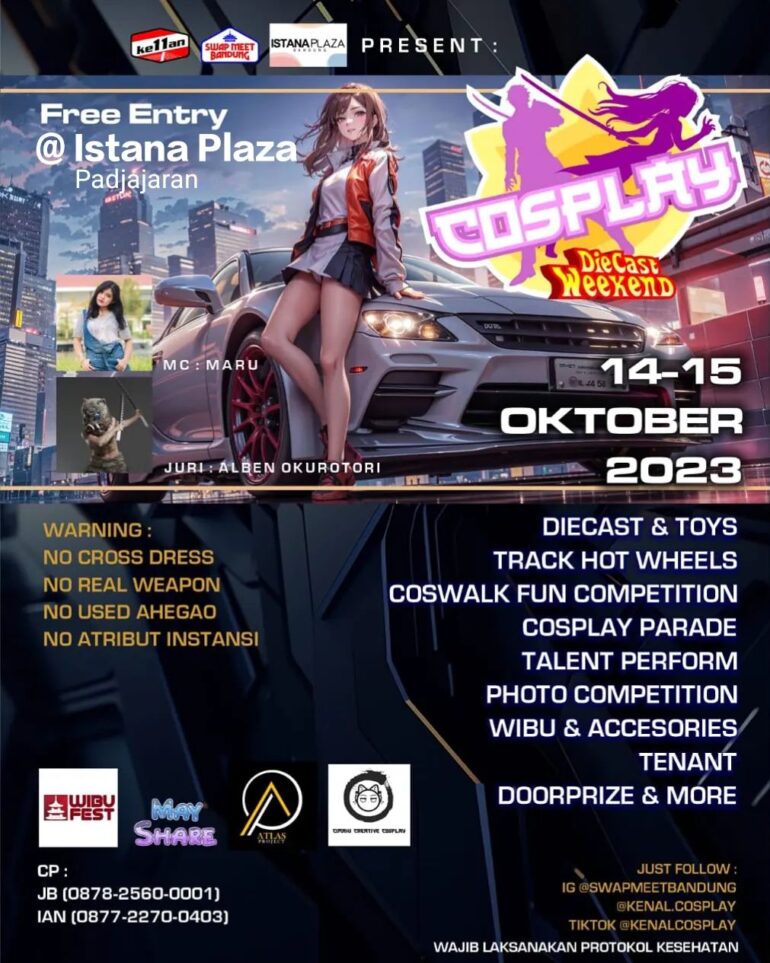 ke11an
SWAP MEET
BANDUNG
ISTANA PLAZA
BANDUNG
PRESENT :
Free Entry
@ Istana Plaza
Padjajaran
COSPLAY
DieCast
Weekend
MC : MARU
JURI : ALBEN OKUROTORI
14-15
OKTOBER
2023
WARNING :
NO CROSS DRESS
NO REAL WEAPON
NO USED AHEGAO
NO ATRIBUT INSTANSI
DIECAST & TOYS
TRACK HOT WHEELS
COSWALK FUN COMPETITION
COSPLAY PARADE
TALENT PERFORM
PHOTO COMPETITION
WIBU & ACCESORIES
TENANT
DOORPRIZE & MORE
WIBU
FEST
MAY
SHARE
ATLAS
PROJECT
CREATIVE COSPLAY
CP :
JB (0878-2560-0001)
IAN (0877-2270-0403)
JUST FOLLOW :
IG @SWAPMEETBANDUNG
@KENAL.COSPLAY
TIKTOK @KENALCOSPLAY
WAJIB LAKSANAKAN PROTOKOL KESEHATAN